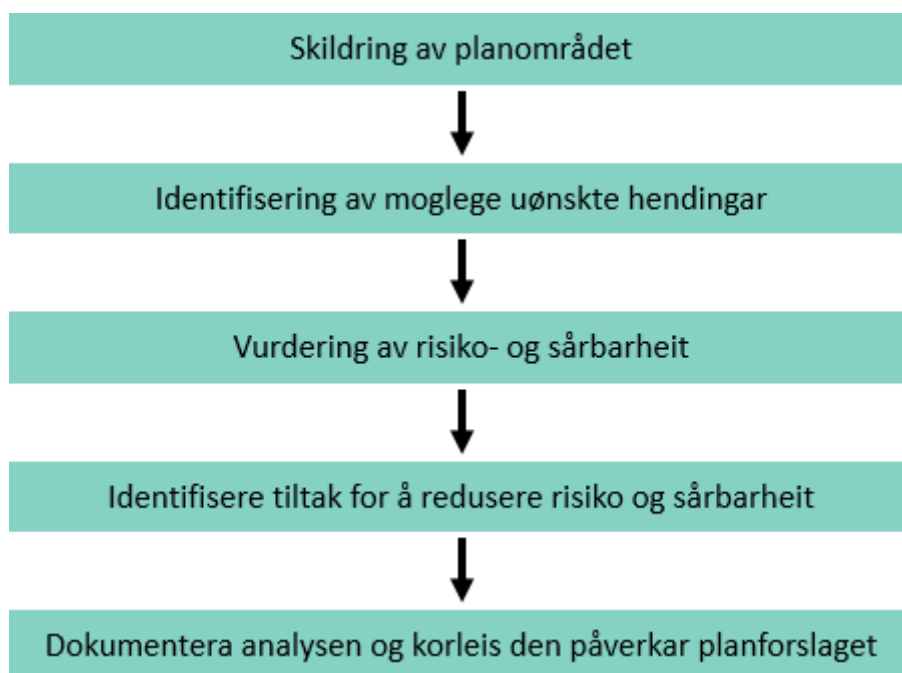 Skildring av planområdet
Identifisering av moglege uønskte hendingar
Vurdering av risiko- og sårbarheit
Identifisere tiltak for å redusere risiko og sårbarheit
Dokumentera analysen og korleis den påverkar planforslaget